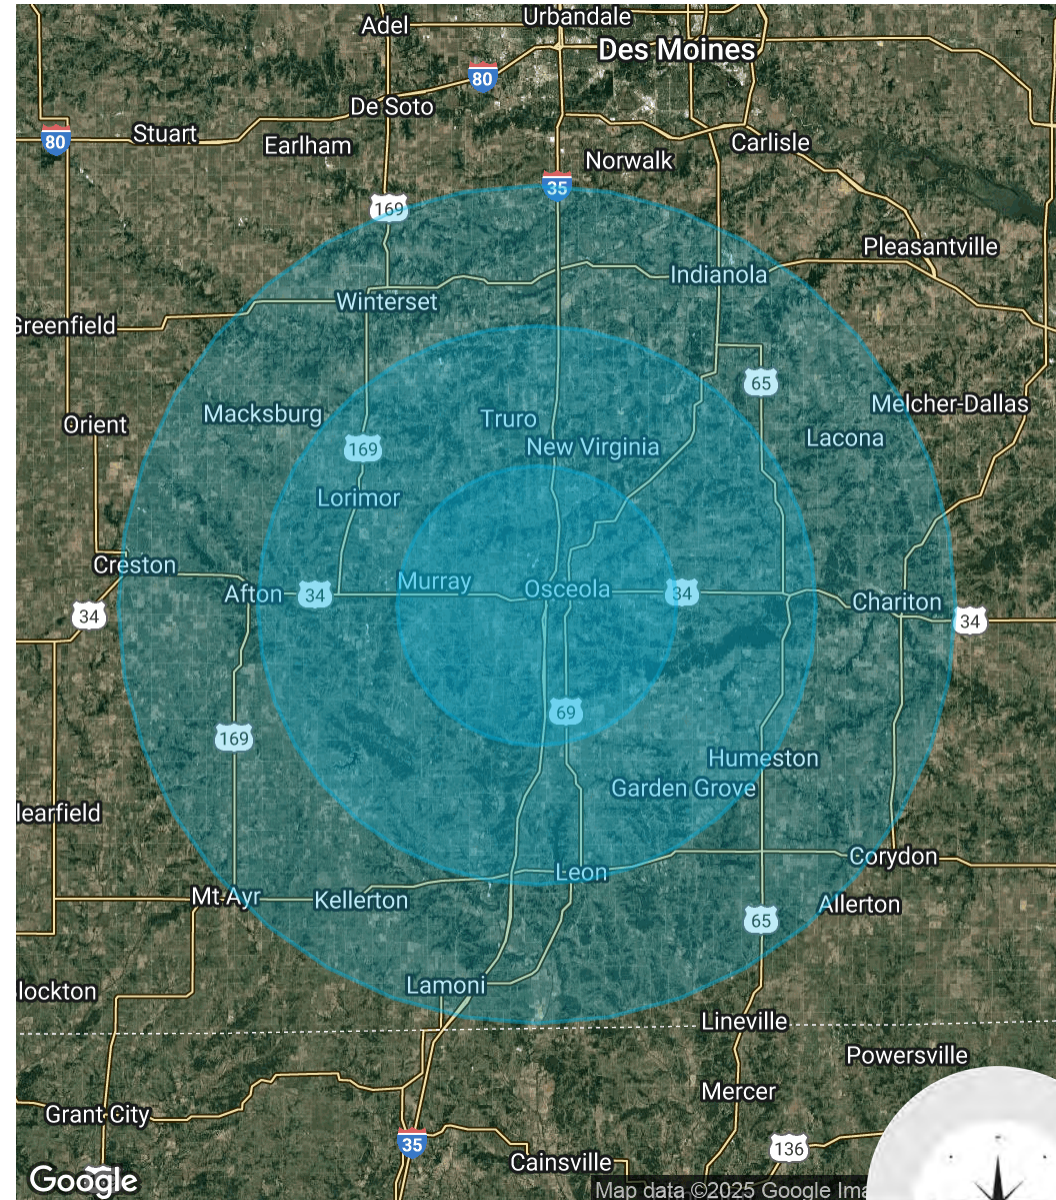 Adel
Urbandale
Des Moines
80
De Soto
80
Stuart
Earlham
Norwalk
Carlisle
35
169
Pleasantville
Indianola
Winterset
Greenfield
65
Macksburg
Truro
Melcher-Dallas
Orient
New Virginia
Lacona
169
Lorimor
Creston
Murray
Osceola
Afton
34
34
Chariton
34
34
69
169
Humeston
Garden Grove
learfield
Corydon
Leon
Mt Ayr
Kellerton
Allerton
65
Lamoni
lockton
Lineville
Powersville
Mercer
Grant City
35
136
Cainsville
Google
Map data ©2025 Google Ima